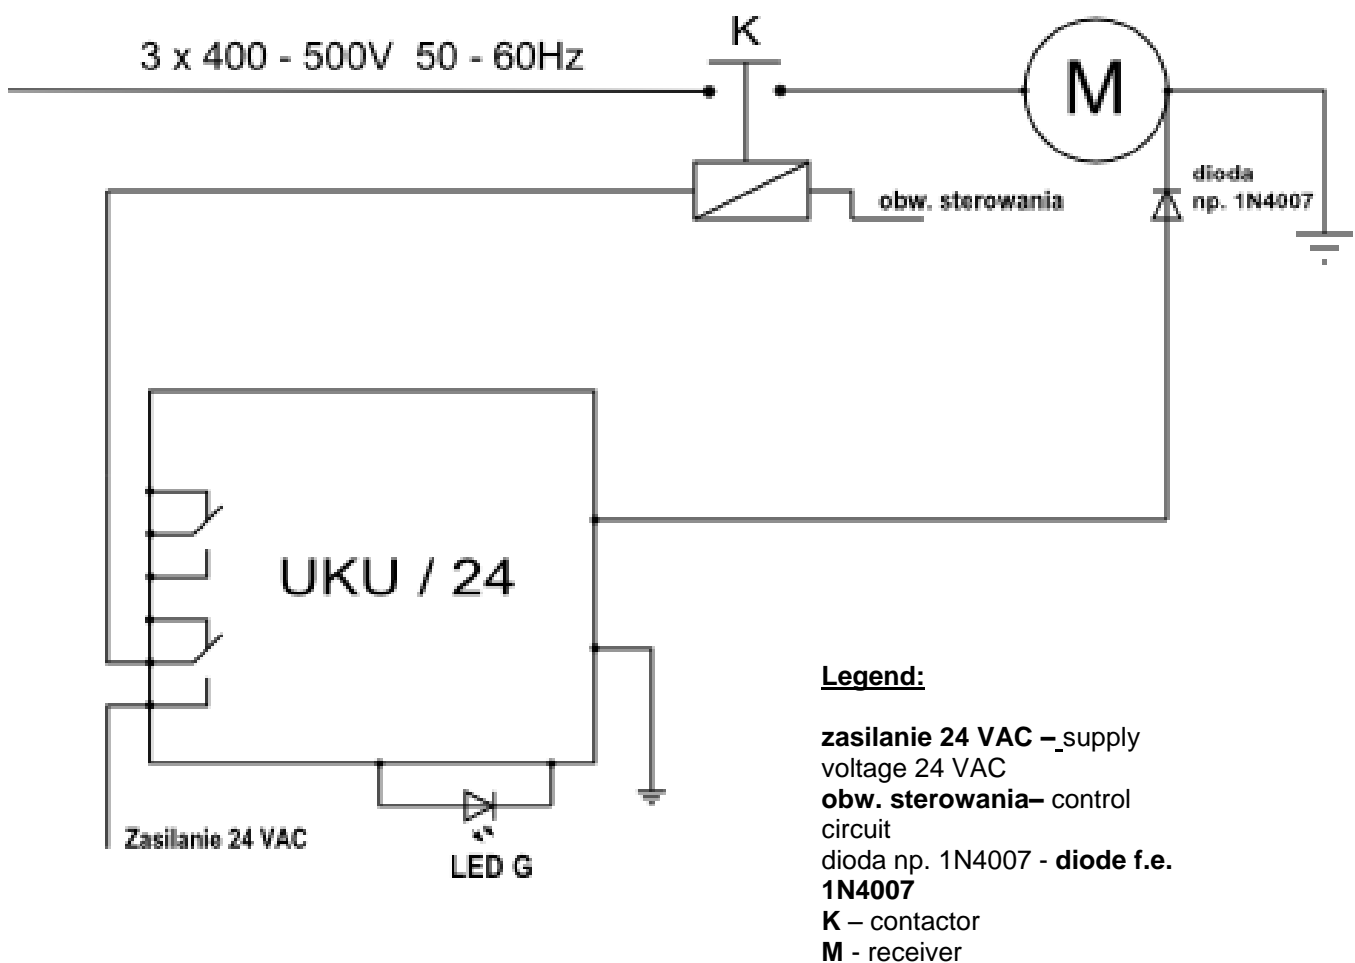 3 x 400 - 500V 50 - 60Hz
K
M
dioda
np. 1N4007
obw. sterowania
UKU / 24
Zasilanie 24 VAC
LED G
Legend:
zasilanie 24 VAC – supply
voltage 24 VAC
obw. sterowania– control
circuit
dioda np. 1N4007 - diode f.e.
1N4007
K – contactor
M - receiver